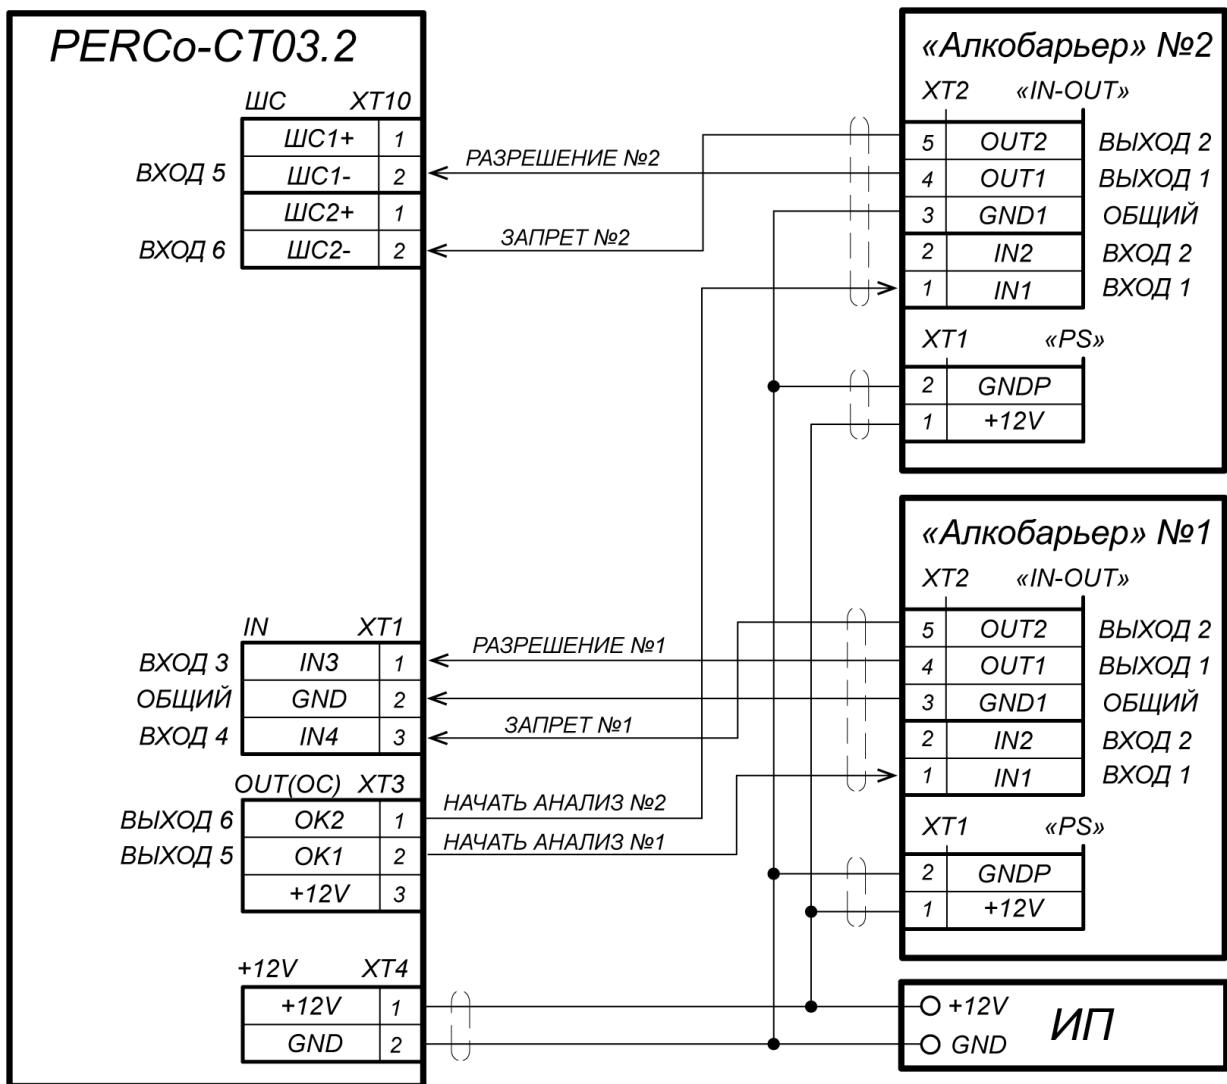 PERCo-CT03.2
ШС XT10
ШС1+ 1
ВХОД 5 ШС1- 2
ШС2+ 1
ВХОД 6 ШС2- 2
РАЗРЕШЕНИЕ №2
ЗАПРЕТ №2
«Алкобарьер» №2
XT2 «IN-OUT»
5 OUT2 ВЫХОД 2
4 OUT1 ВЫХОД 1
3 GND1 ОБЩИЙ
2 IN2 ВХОД 2
1 IN1 ВХОД 1
XT1 «PS»
2 GNDP
1 +12V
IN XT1
ВХОД 3 IN3 1
ОБЩИЙ GND 2
ВХОД 4 IN4 3
OUT(OC) XT3
ВЫХОД 6 OK2 1
ВЫХОД 5 OK1 2
+12V 3
+12V XT4
+12V 1
GND 2
РАЗРЕШЕНИЕ №1
ЗАПРЕТ №1
НАЧАТЬ АНАЛИЗ №2
НАЧАТЬ АНАЛИЗ №1
«Алкобарьер» №1
XT2 «IN-OUT»
5 OUT2 ВЫХОД 2
4 OUT1 ВЫХОД 1
3 GND1 ОБЩИЙ
2 IN2 ВХОД 2
1 IN1 ВХОД 1
XT1 «PS»
2 GNDP
1 +12V
+12V
GND
ИП